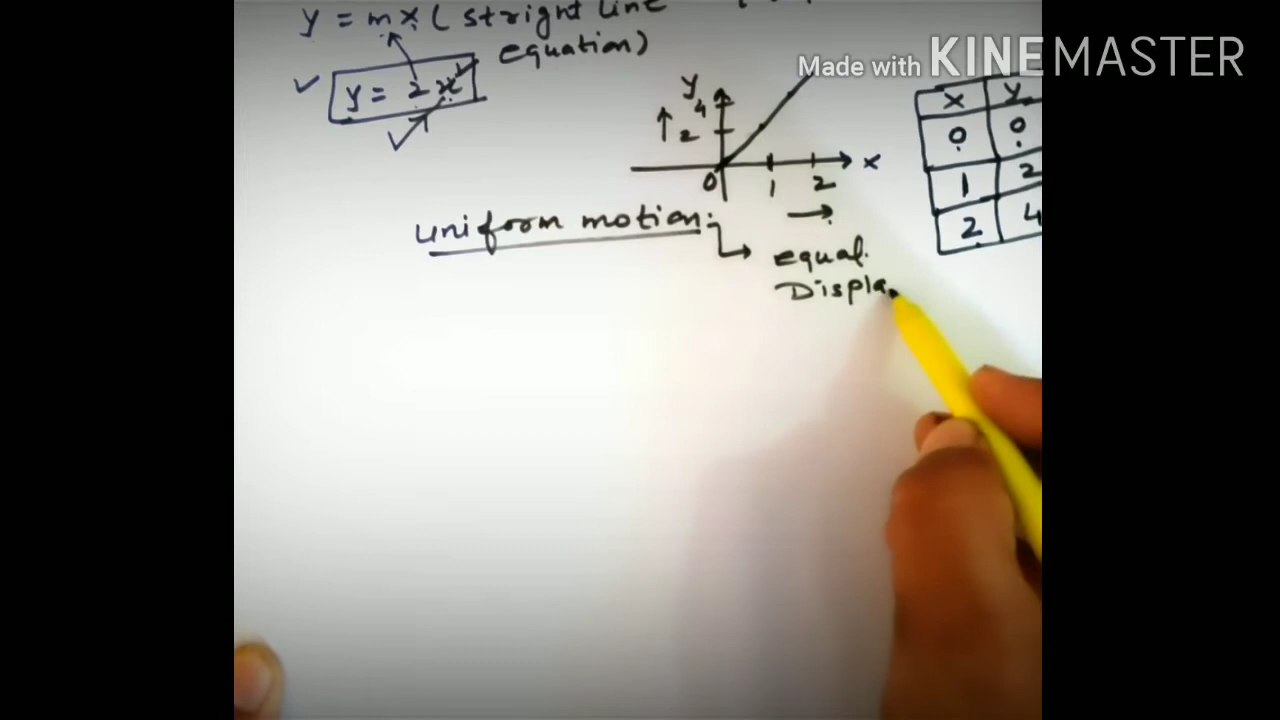 y = mx ( stright line
equation)
y = 2x
Made with KINEMASTER
y
4
2
0 1 2 x
x y
0 0
1 2
2 4
uniform motion:
equal
Displa